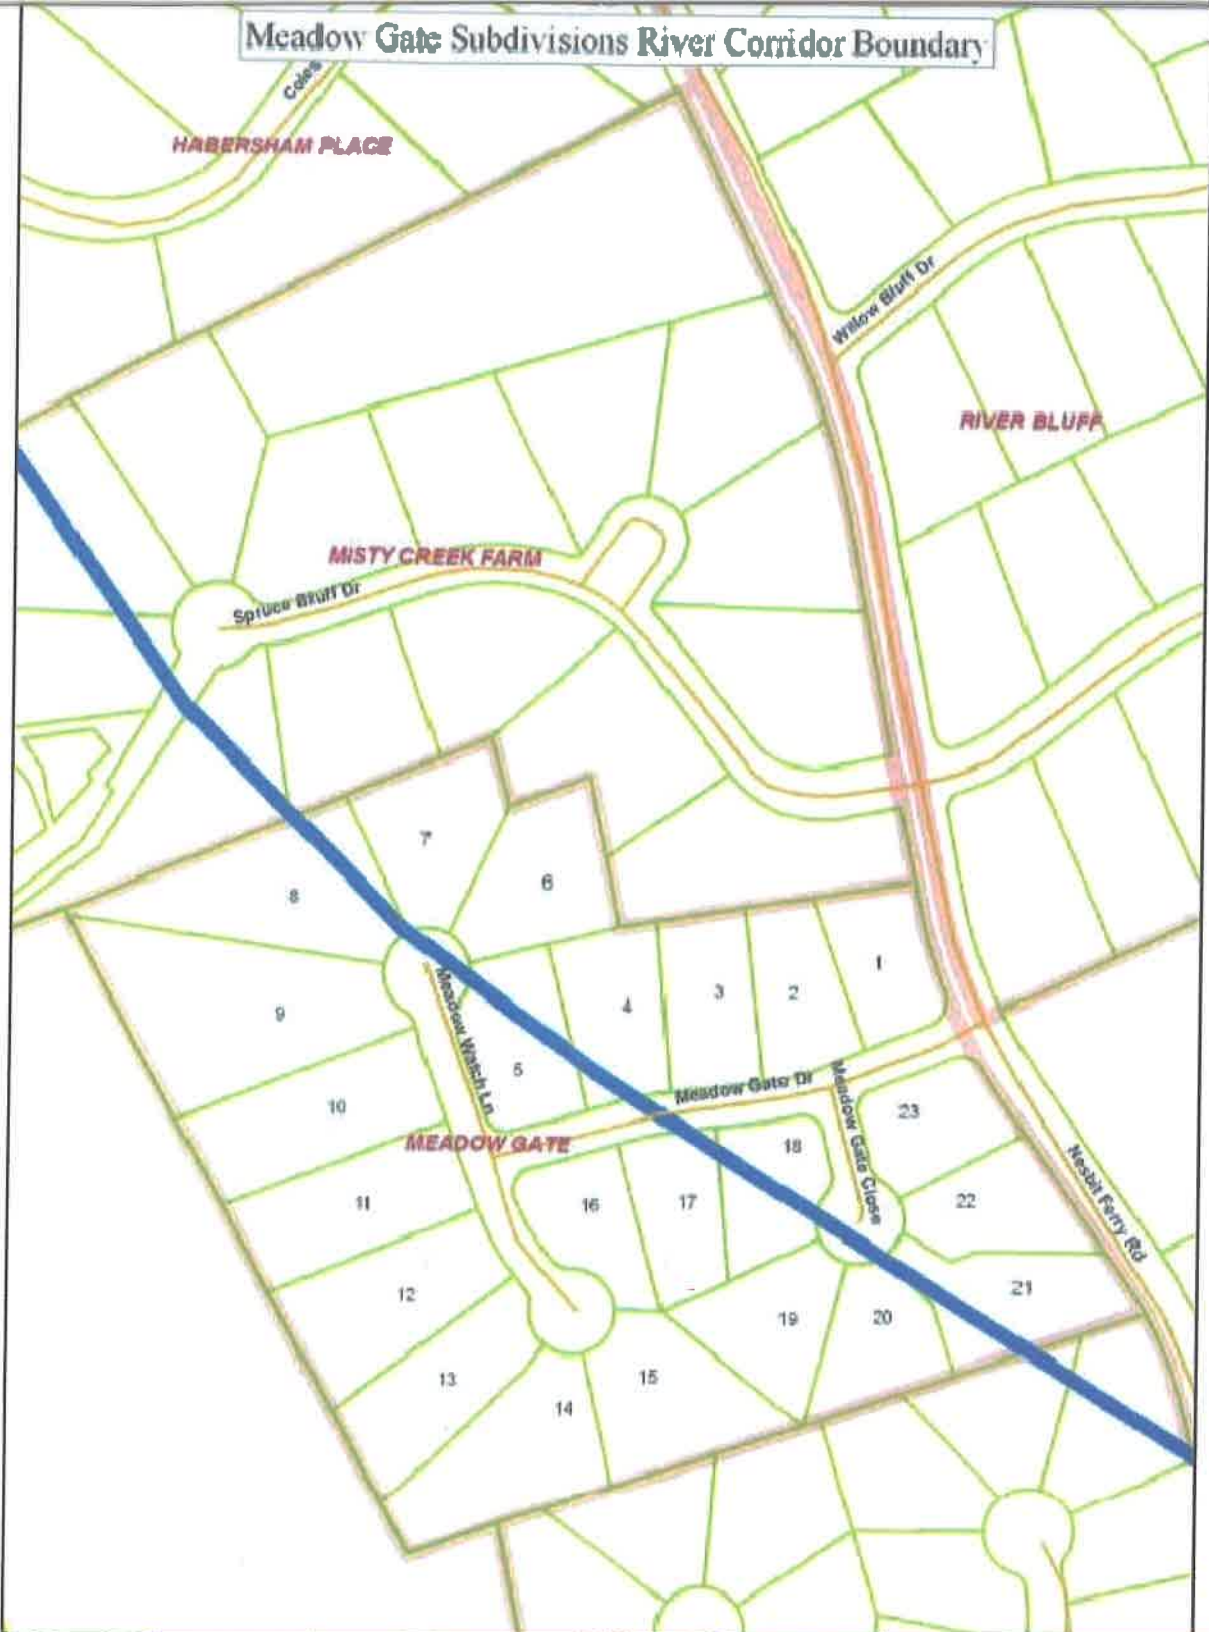 Meadow Gate Subdivisions River Corridor Boundary
Coles
HABERSHAM PLACE
Willow Bluff Dr
RIVER BLUFF
MISTY CREEK FARM
Spruce Bluff Dr
7
6
8
1
3
2
4
9
5
Meadow Watch Ln
Meadow Gate Dr
Meadow Gate Close
10
23
MEADOW GATE
18
Nesbit Ferry Rd
11
16
17
22
12
21
19
20
13
15
14